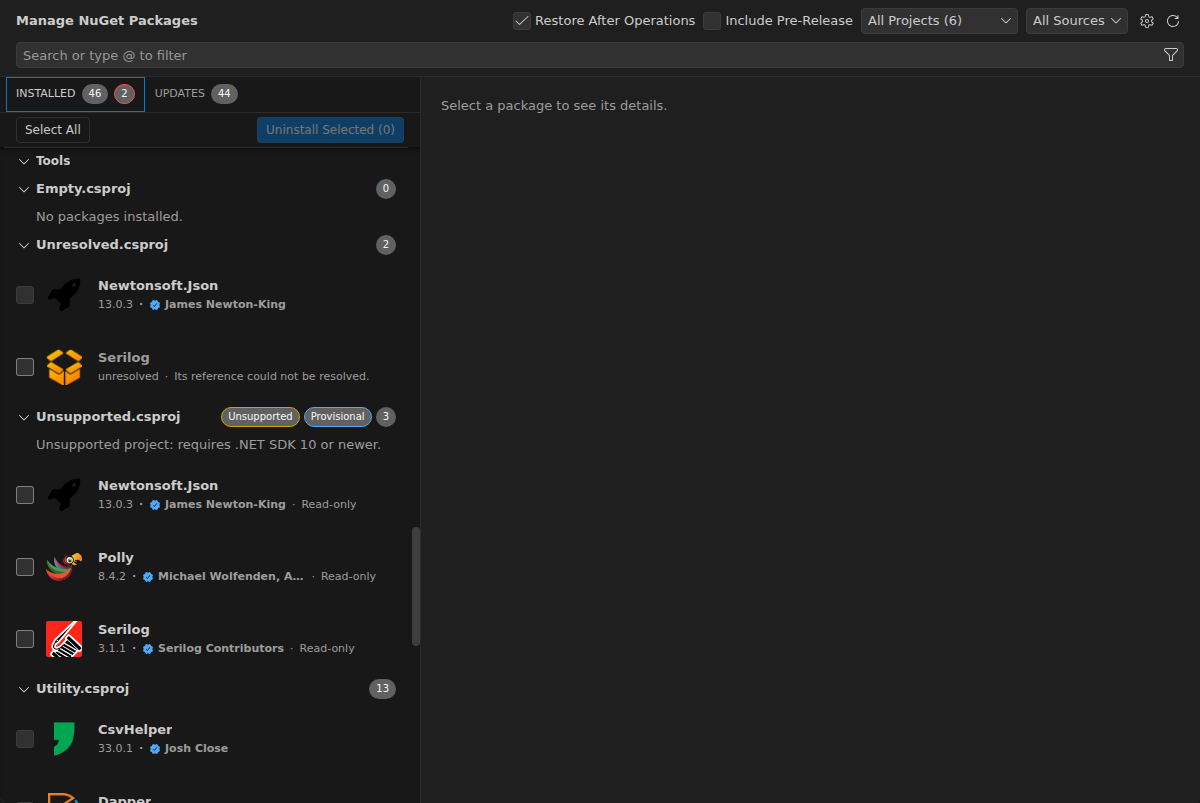 Manage NuGet Packages
Restore After Operations
Include Pre-Release
All Projects (6)
All Sources
Search or type @ to filter
INSTALLED 46 2
UPDATES 44
Select All
Uninstall Selected (0)
Select a package to see its details.
Tools
Empty.csproj 0
No packages installed.
Unresolved.csproj 2
Newtonsoft.Json
13.0.3 · James Newton-King
Serilog
unresolved · Its reference could not be resolved.
Unsupported.csproj Unsupported Provisional 3
Unsupported project: requires .NET SDK 10 or newer.
Newtonsoft.Json
13.0.3 · James Newton-King · Read-only
Polly
8.4.2 · Michael Wolfenden, A... · Read-only
Serilog
3.1.1 · Serilog Contributors · Read-only
Utility.csproj 13
CsvHelper
33.0.1 · Josh Close
Dapper